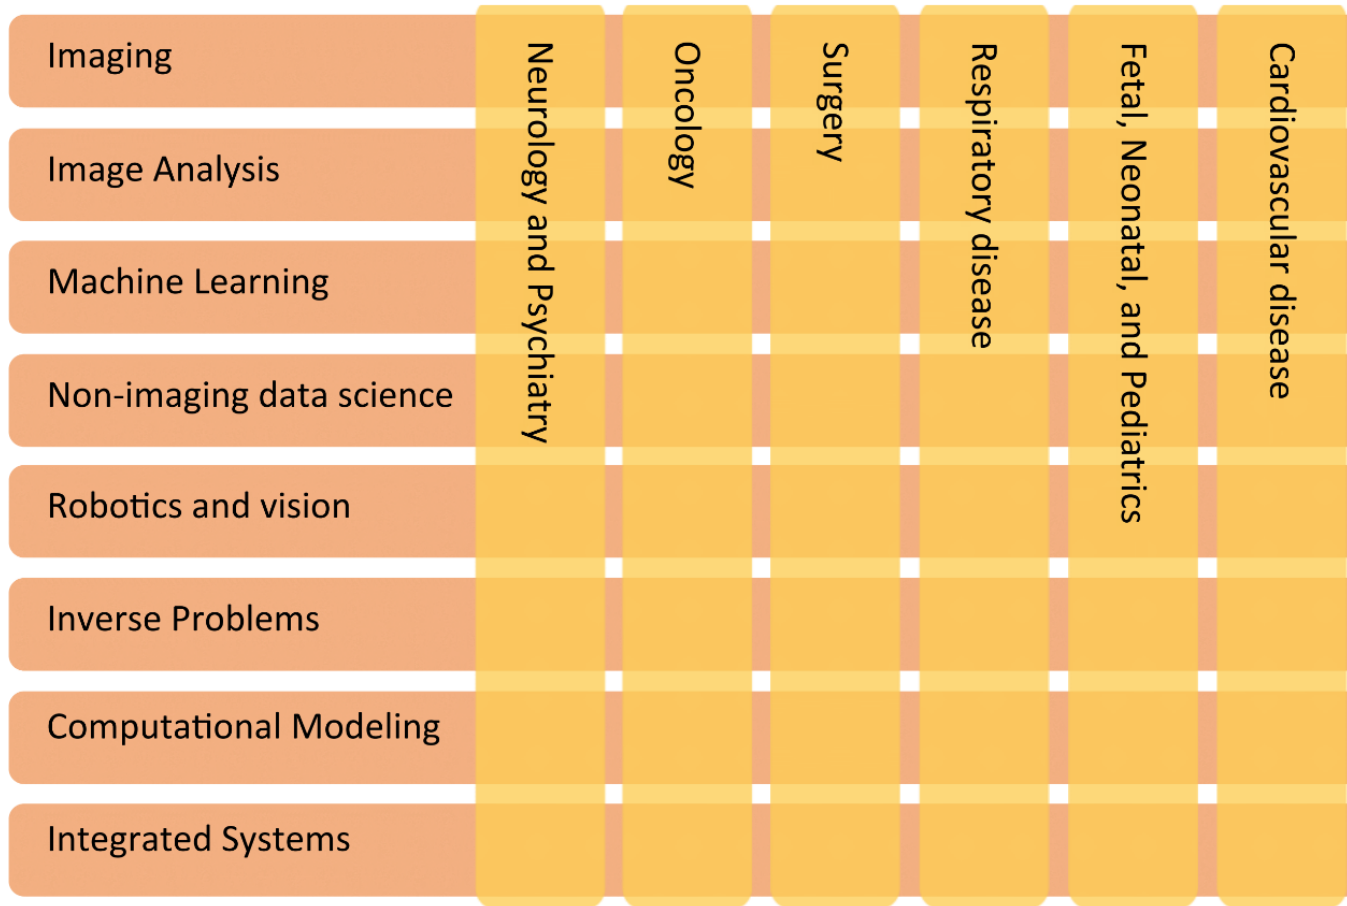 Imaging
Image Analysis
Machine Learning
Non-imaging data science
Robotics and vision
Inverse Problems
Computational Modeling
Integrated Systems
Neurology and Psychiatry
Oncology
Surgery
Respiratory disease
Fetal, Neonatal, and Pediatrics
Cardiovascular disease